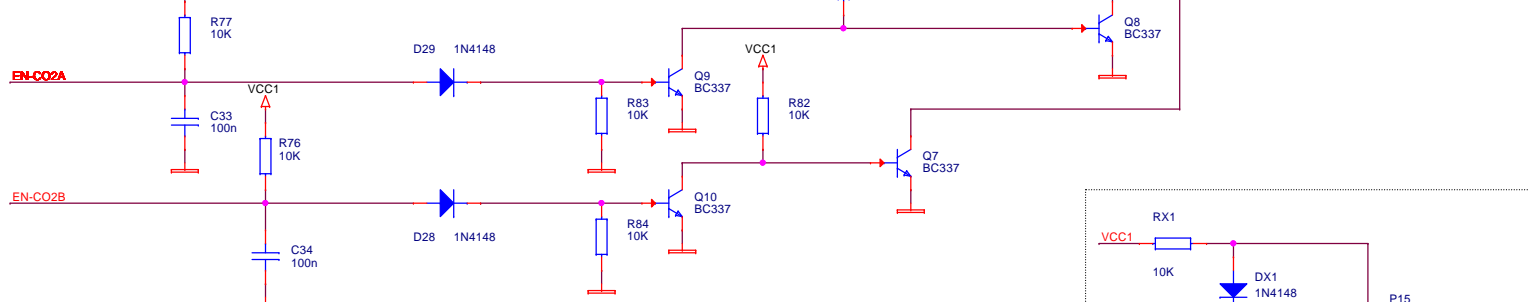 R77
10K
Q8
BC337
D29 1N4148
VCC1
EN-CO2A
Q9
BC337
VCC1
R83
10K
R82
10K
C33
100n
R76
10K
Q7
BC337
EN-CO2B
Q10
BC337
D28 1N4148
R84
10K
RX1
VCC1
C34
100n
10K
DX1
1N4148
P15